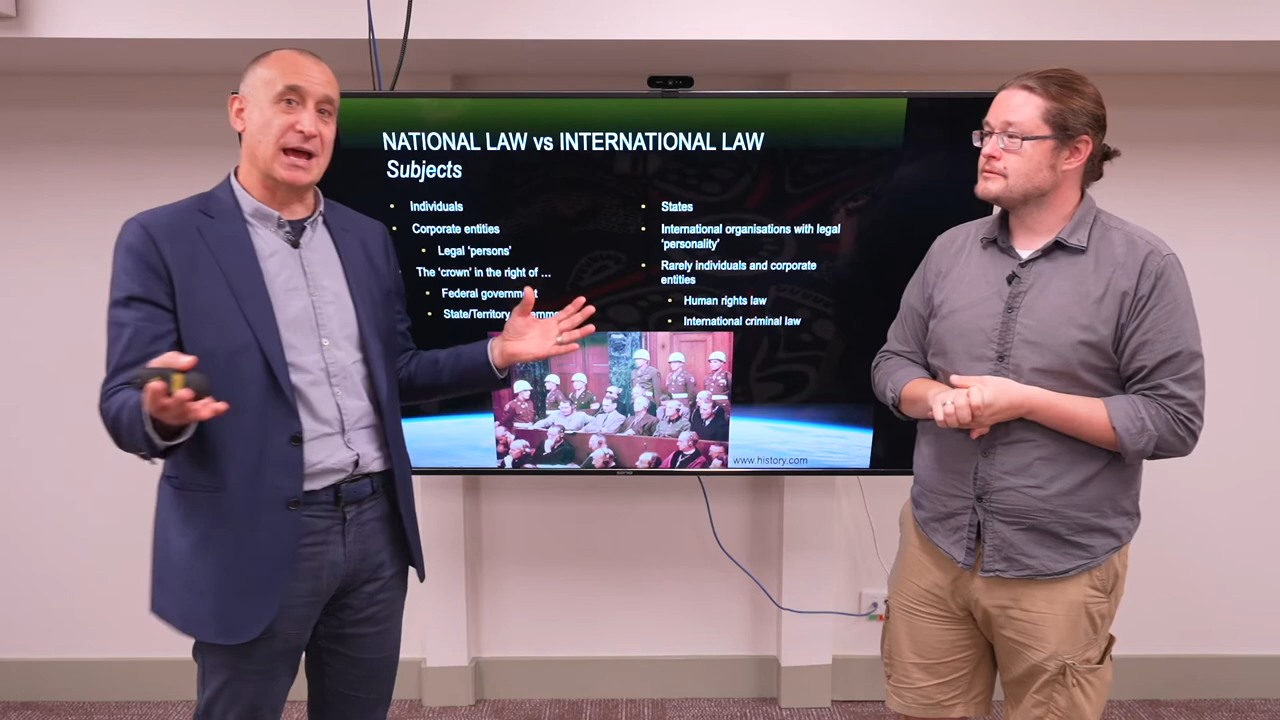 NATIONAL LAW vs INTERNATIONAL LAW
Subjects
Individuals
Corporate entities
Legal 'persons'
The 'crown' in the right of ...
Federal government
State/Territory
States
International organisations with legal
'personality'
Rarely individuals and corporate
entities
Human rights law
International criminal law
www.history.com